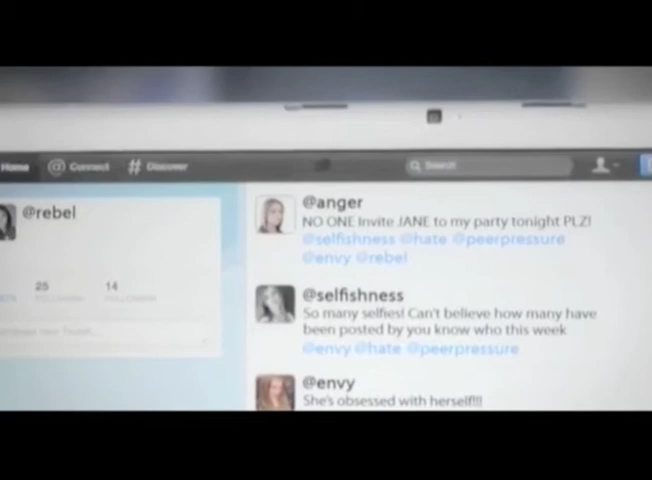 Home @ Connect # Discover Search
@rebel
25 14
@anger
NO ONE Invite JANE to my party tonight PLZ!
@selfishness @hate @peerpressure
@envy @rebel
@selfishness
So many selfies! Can't believe how many have
been posted by you know who this week
@envy @hate @peerpressure
@envy
She's obsessed with herself!!!